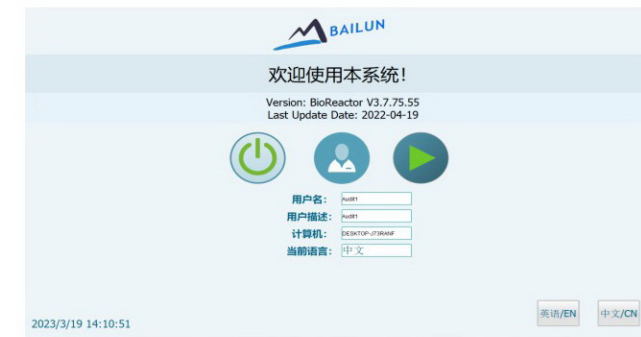 BAILUN
欢迎使用本系统!
Version: BioReactor V3.7.75.55
Last Update Date: 2022-04-19
用户名: Audit1
用户描述: Audit1
计算机: DESKTOP-J73RANF
当前语言: 中文
英语/EN 中文/CN
2023/3/19 14:10:51